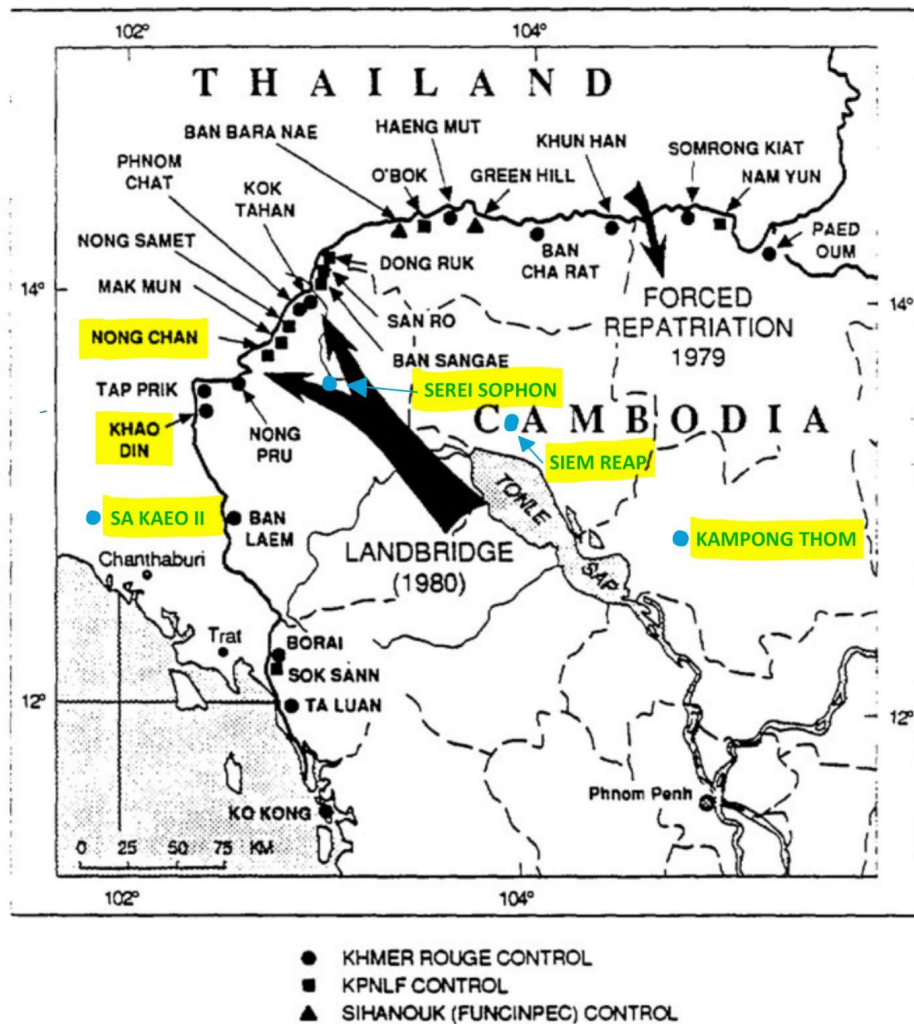 102°
104°
THAILAND
BAN BARA NAE
HAENG MUT
KHUN HAN
SOMRONG KIAT
PHNOM
CHAT
O'BOK
GREEN HILL
NAM YUN
KOK
TAHAN
NONG SAMET
DONG RUK
BAN
CHA RAT
PAED
OUM
MAK MUN
14°
14°
SAN RO
FORCED
REPATRIATION
1979
NONG CHAN
BAN SANGAE
TAP PRIK
SEREI SOPHON
CAMBODIA
KHAO
DIN
NONG
PRU
SIEM REAP
TONLE
SAP
SA KAEO II
BAN
LAEM
KAMPONG THOM
Chanthaburi
LANDBRIDGE
(1980)
Trat
BORAI
SOK SANN
TA LUAN
12°
12°
Phnom Penh
KO KONG
0 25 50 75 KM
102°
104°
KHMER ROUGE CONTROL
KPNLF CONTROL
SIHANOUK (FUNCINPEC) CONTROL